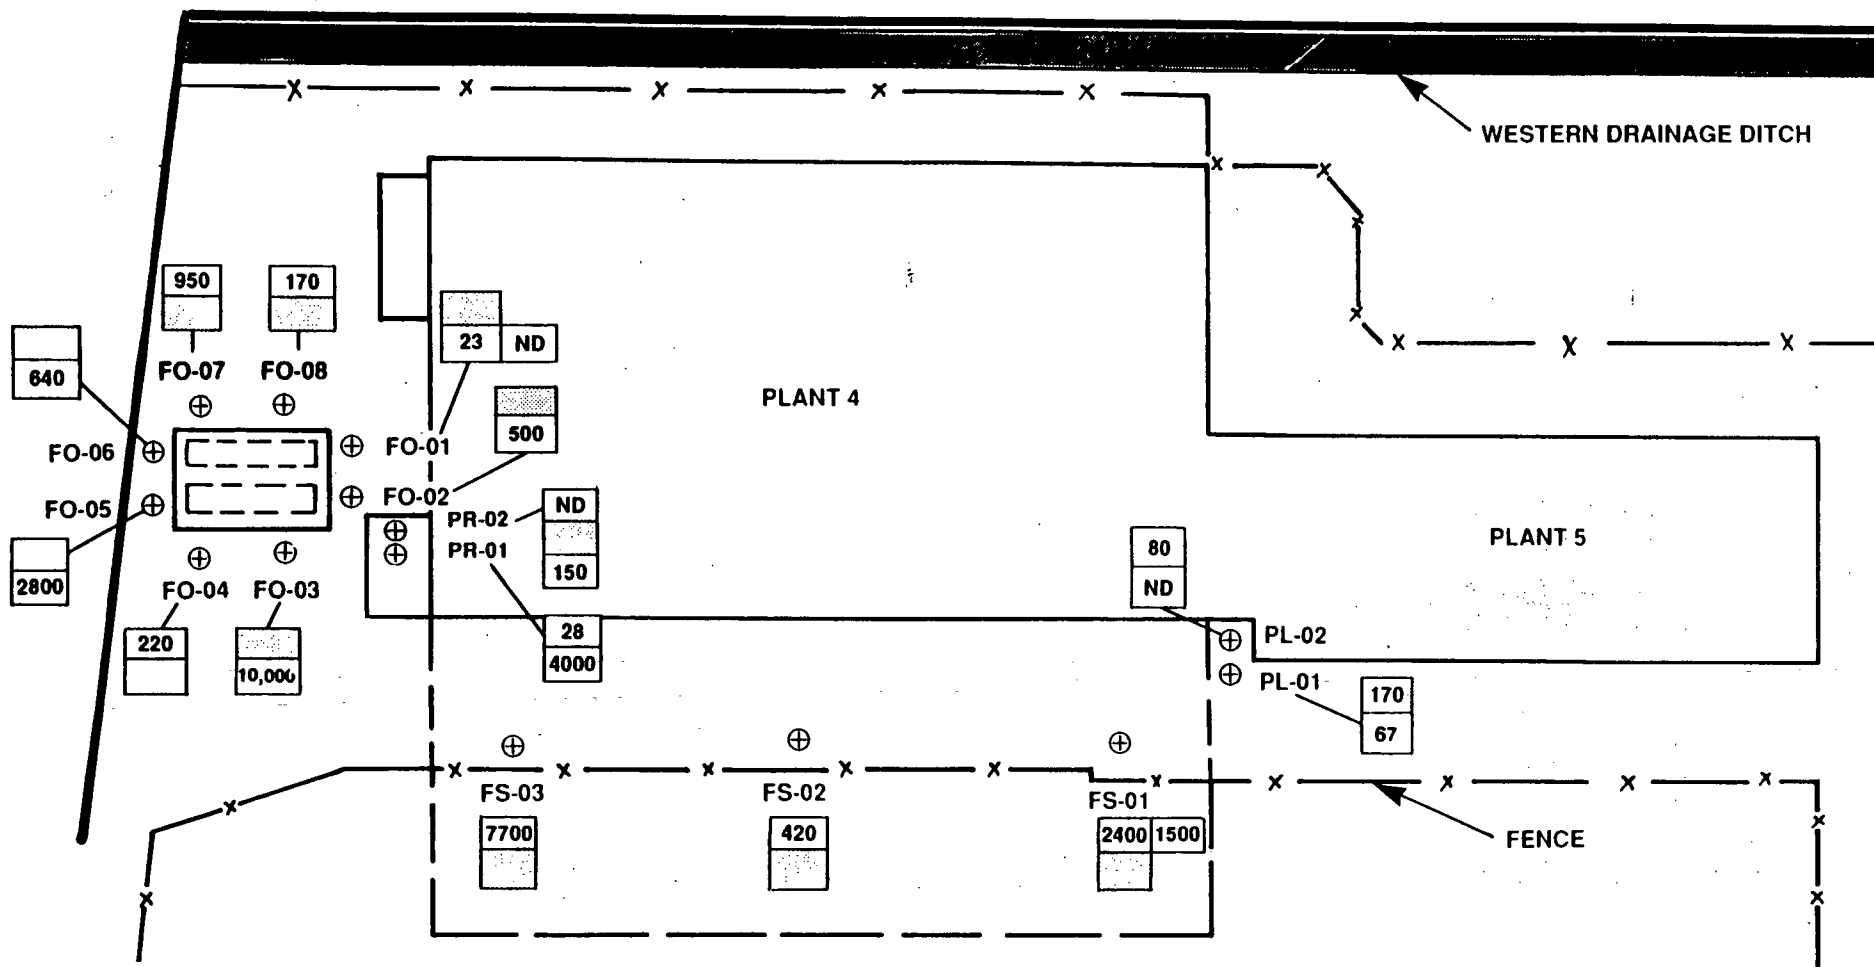 WESTERN DRAINAGE DITCH
950
170
FO-07
FO-08
640
23 ND
PLANT 4
500
FO-06
FO-01
FO-05
FO-02
PR-02
ND
PR-01
150
PLANT 5
80
ND
2800
FO-04
FO-03
220
10,000
28
4000
PL-02
PL-01
170
67
FS-03
FS-02
FS-01
7700
420
2400 1500
FENCE